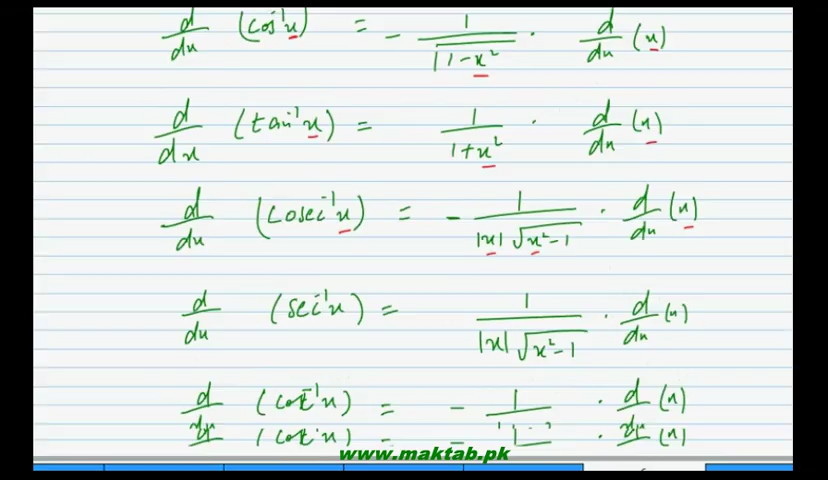 d/dx (cos⁻¹x) = - 1/√(1-x²) · d/dx (x)
d/dx (tan⁻¹x) = 1/(1+x²) · d/dx (x)
d/dx (cosec⁻¹x) = - 1/(|x| √(x²-1)) · d/dx (x)
d/dx (sec⁻¹x) = 1/(|x| √(x²-1)) · d/dx (x)
d/dx (cot⁻¹x) = - 1/ · d/dx (x)
www.maktab.pk